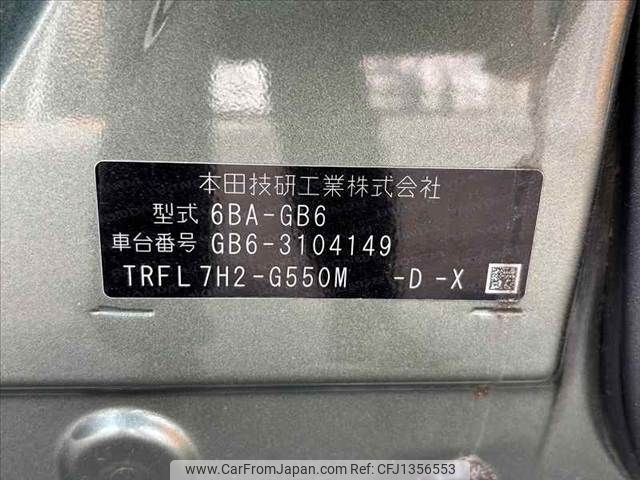 本田技研工業株式会社
型式 6BA-GB6
車台番号 GB6-3104149
TRFL 7H2-G550M -D -X
www.CarFromJapan.com | CFJ1356553